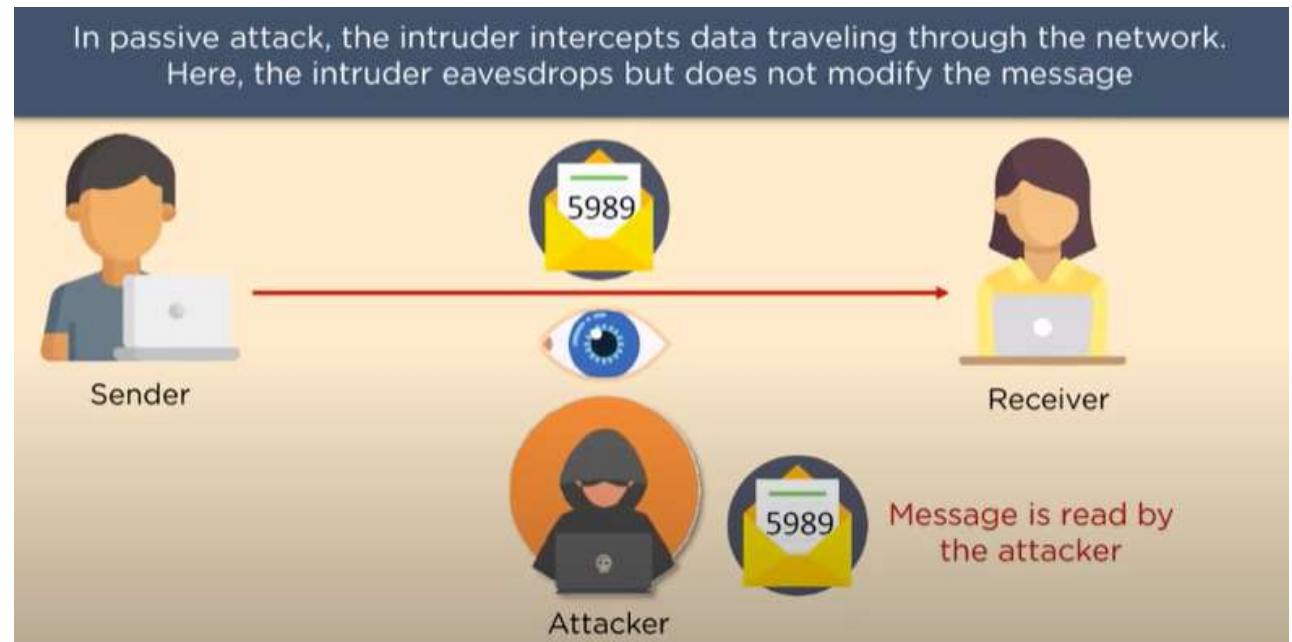 In passive attack, the intruder intercepts data traveling through the network.
Here, the intruder eavesdrops but does not modify the message
5989
Sender
Receiver
5989
Message is read by
the attacker
Attacker